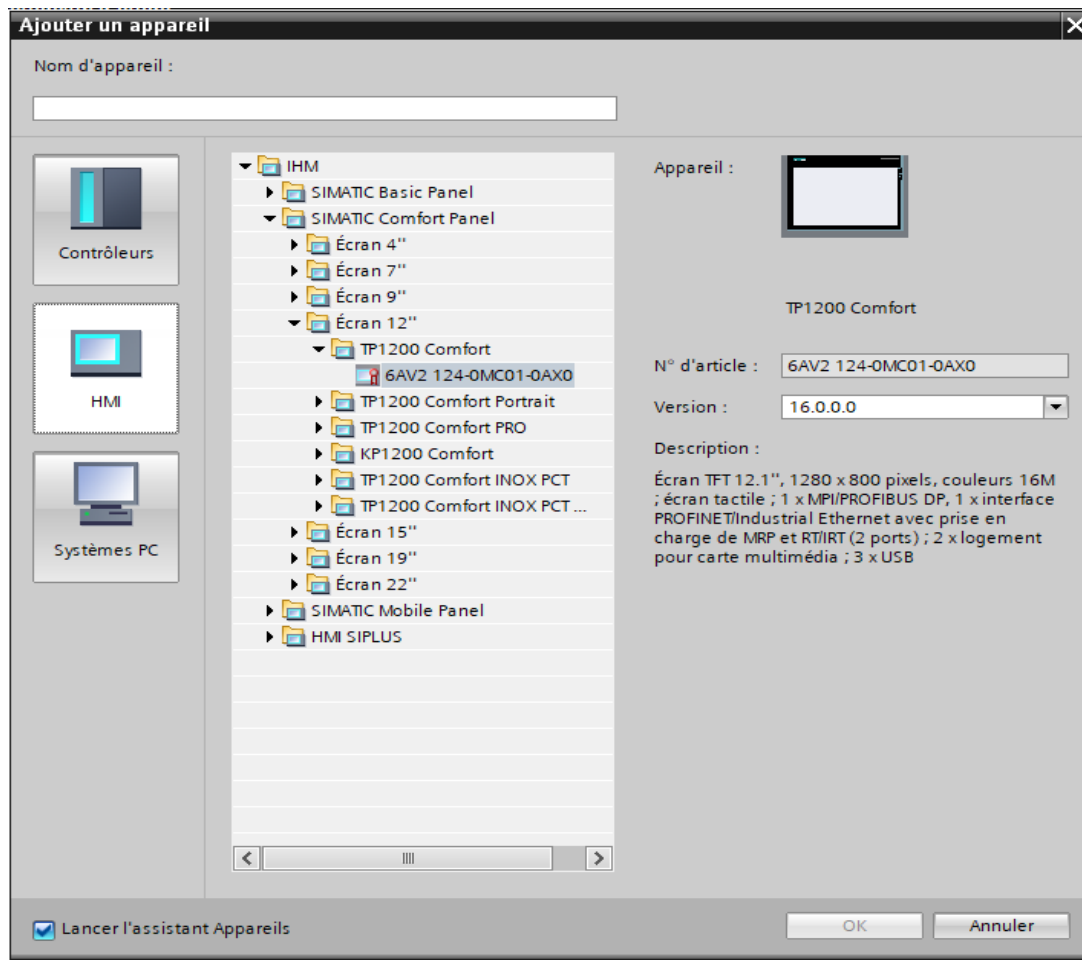 Ajouter un appareil
Nom d'appareil :
Contrôleurs
HMI
Systèmes PC
IHM
SIMATIC Basic Panel
SIMATIC Comfort Panel
Écran 4''
Écran 7''
Écran 9''
Écran 12''
TP1200 Comfort
6AV2 124-0MC01-0AX0
TP1200 Comfort Portrait
TP1200 Comfort PRO
KP1200 Comfort
TP1200 Comfort INOX PCT
TP1200 Comfort INOX PCT ...
Écran 15''
Écran 19''
Écran 22''
SIMATIC Mobile Panel
HMI SIPLUS
Appareil :
TP1200 Comfort
N° d'article :
6AV2 124-0MC01-0AX0
Version :
16.0.0.0
Description :
Écran TFT 12.1'', 1280 x 800 pixels, couleurs 16M
; écran tactile ; 1 x MPI/PROFIBUS DP, 1 x interface
PROFINET/Industrial Ethernet avec prise en
charge de MRP et RT/IRT (2 ports) ; 2 x logement
pour carte multimédia ; 3 x USB
Lancer l'assistant Appareils
OK
Annuler